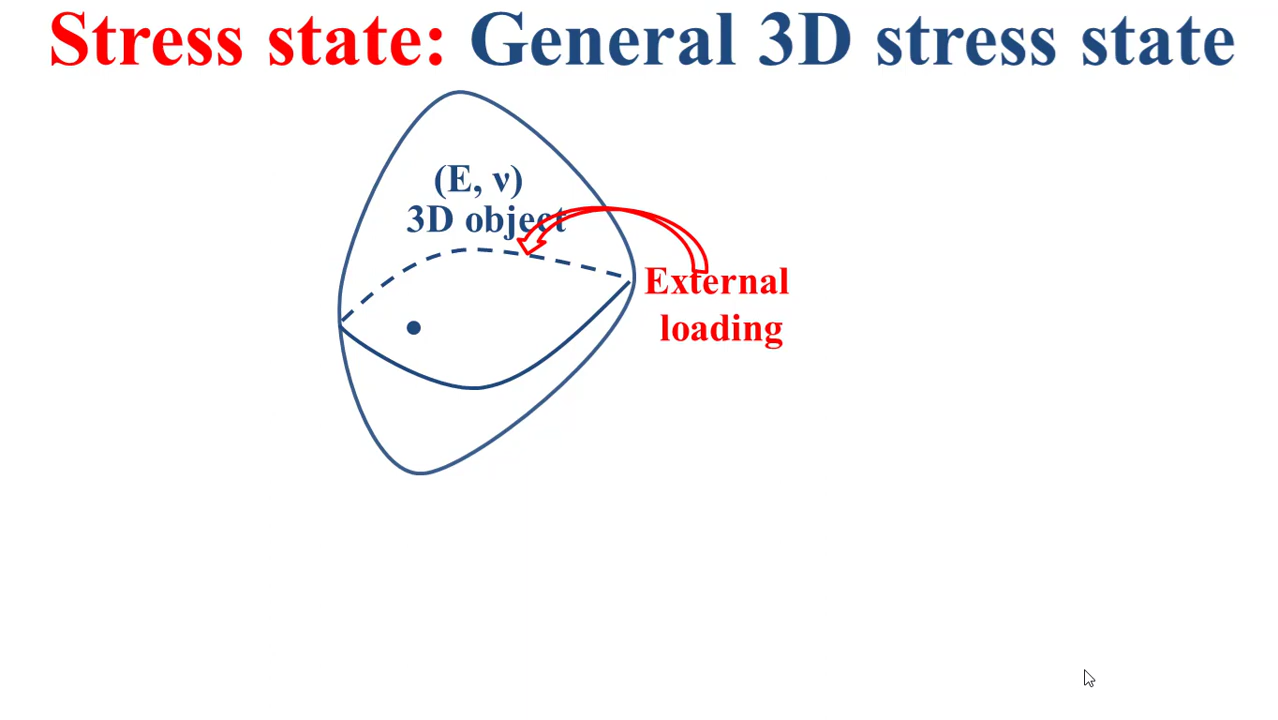 Stress state: General 3D stress state
(E, ν)
3D object
External
loading